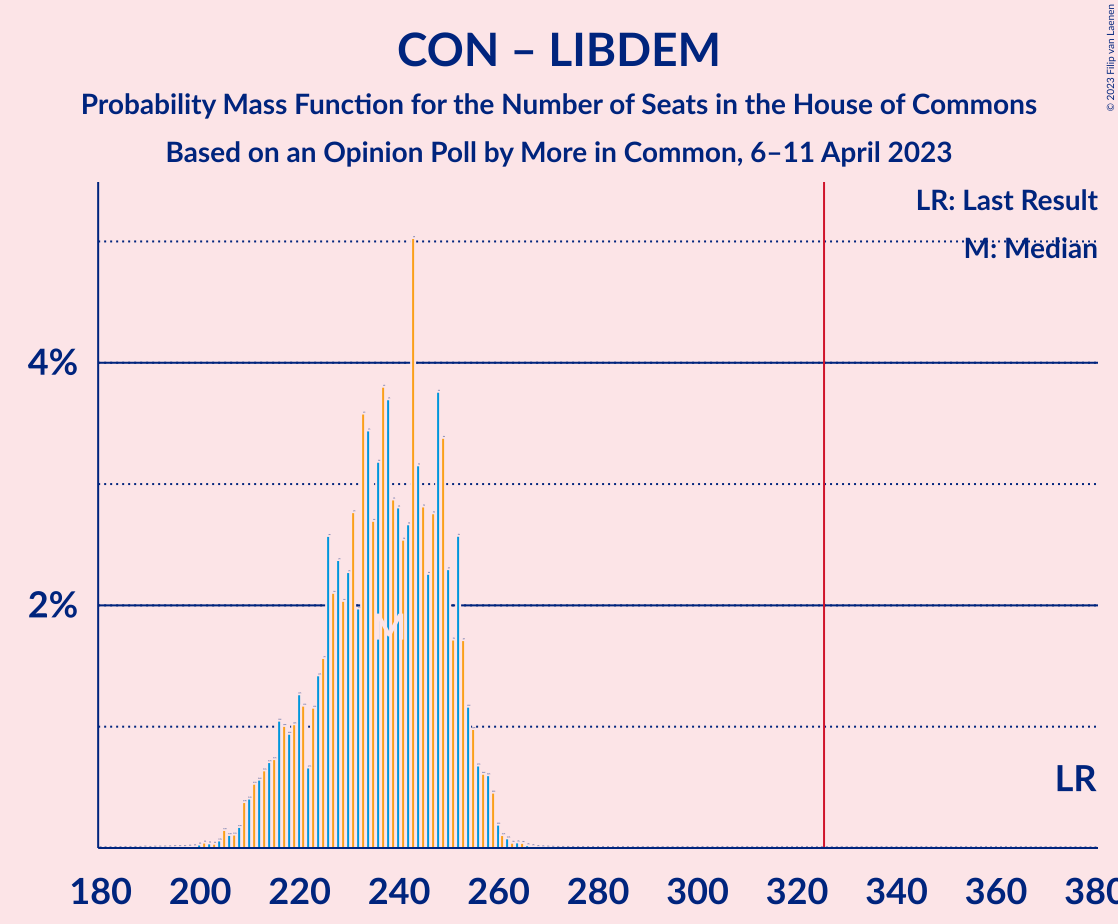 CON – LIBDEM
Probability Mass Function for the Number of Seats in the House of Commons
Based on an Opinion Poll by More in Common, 6–11 April 2023
© 2023 Filip van Laenen
LR: Last Result
M: Median
4%
2%
M
LR
180 200 220 240 260 280 300 320 340 360 380